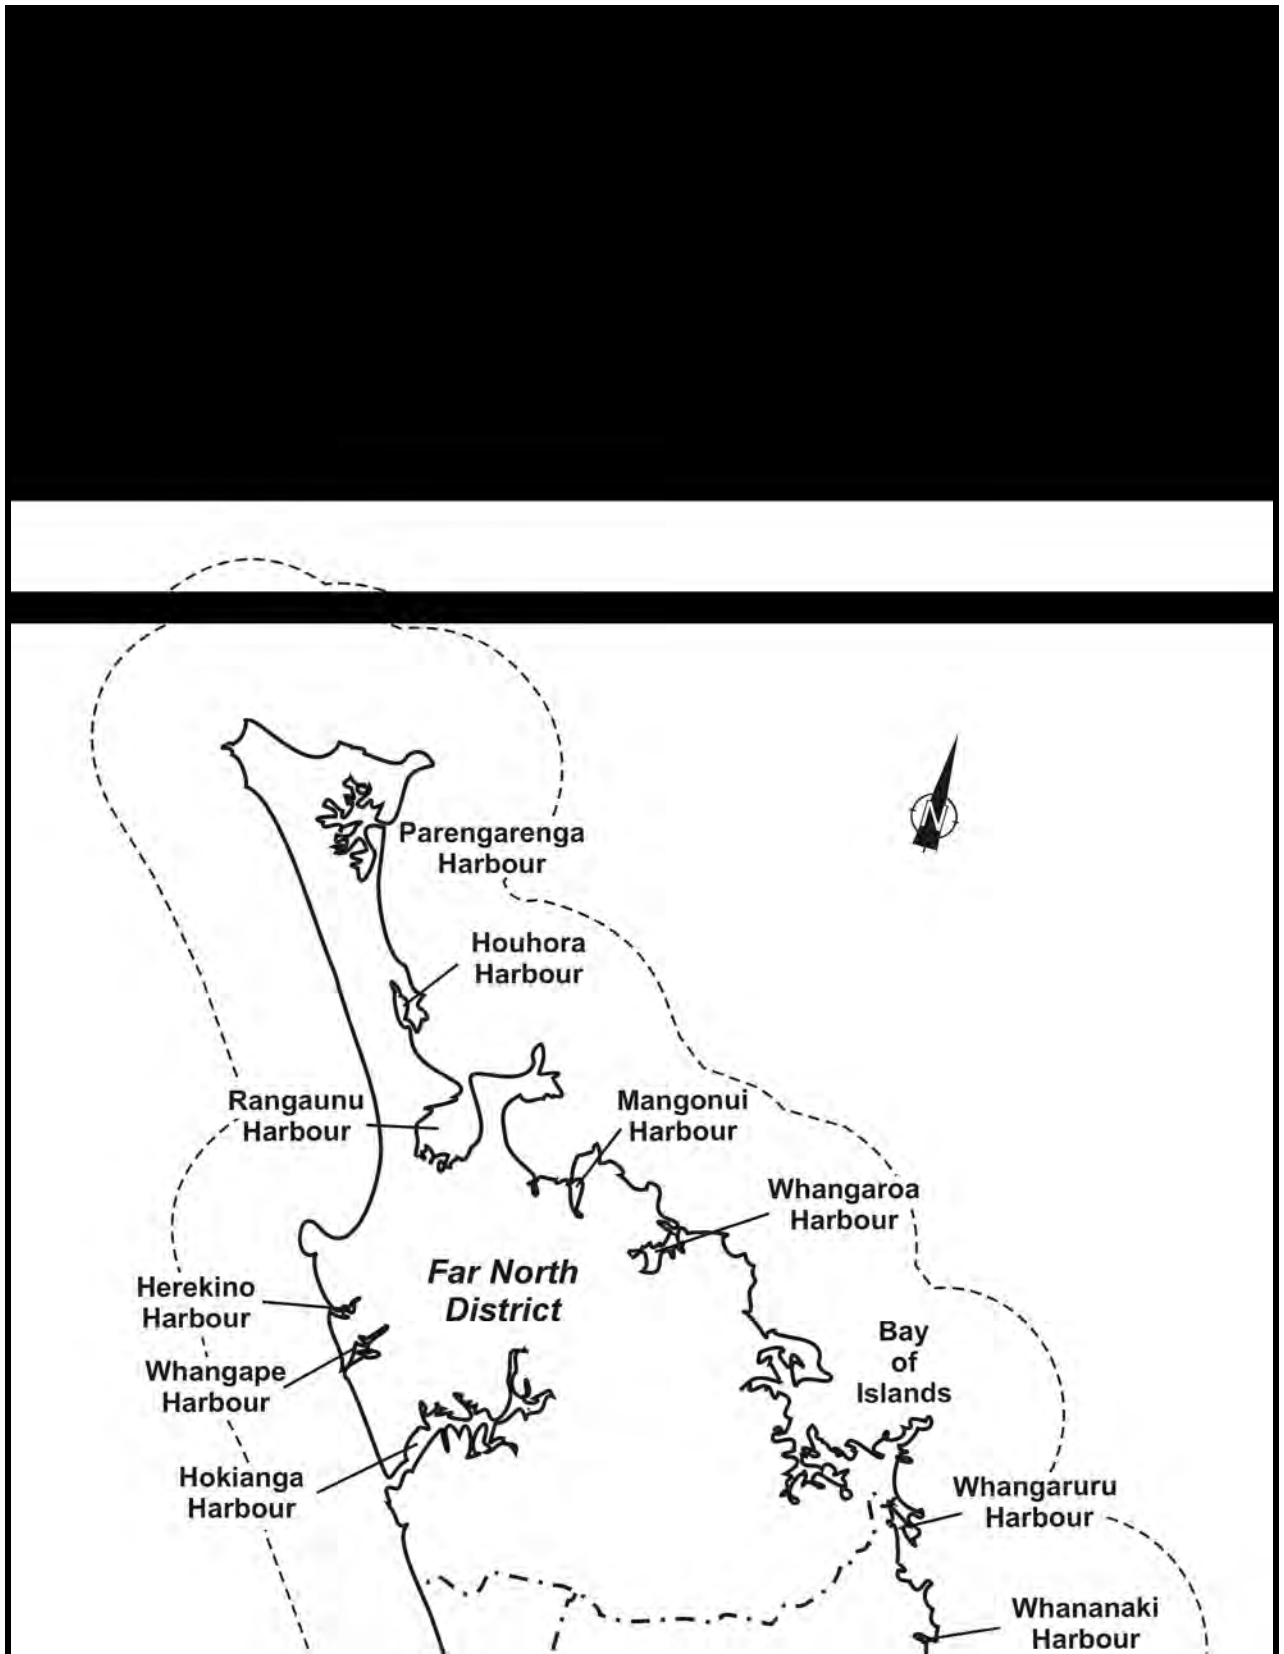 Parengarenga
Harbour
Houhora
Harbour
Rangaunu
Harbour
Mangonui
Harbour
Whangaroa
Harbour
Far North
District
Herekino
Harbour
Bay
of
Islands
Whangape
Harbour
Hokianga
Harbour
Whangaruru
Harbour
Whananaki
Harbour
N